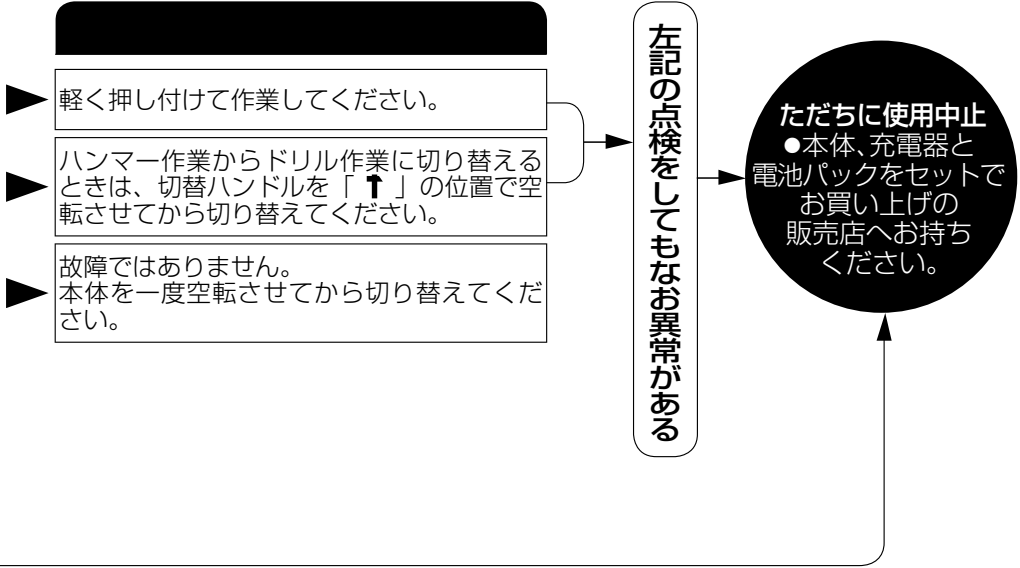 軽く押し付けて作業してください。
ハンマー作業からドリル作業に切り替える
ときは、切替ハンドルを「⬆」の位置で空
転させてから切り替えてください。
故障ではありません。
本体を一度空転させてから切り替えてくだ
さい。
左記の点検をしてもなお異常がある
ただちに使用中止
●本体、充電器と
電池パックをセットで
お買い上げの
販売店へお持ち
ください。